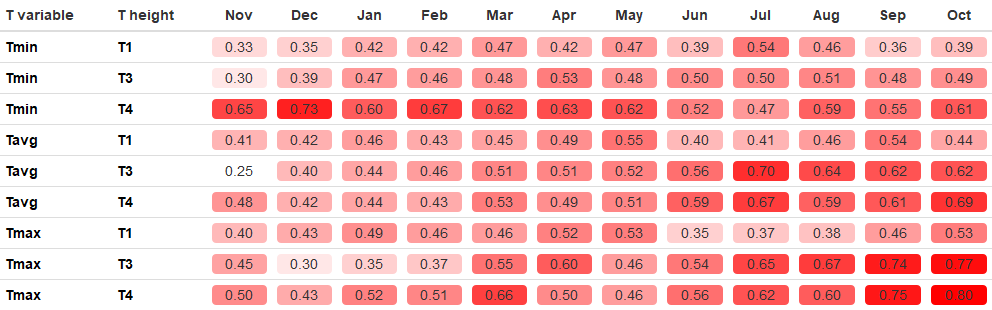 T variable T height Nov Dec Jan Feb Mar Apr May Jun Jul Aug Sep Oct
Tmin T1 0.33 0.35 0.42 0.42 0.47 0.42 0.47 0.39 0.54 0.46 0.36 0.39
Tmin T3 0.30 0.39 0.47 0.46 0.48 0.53 0.48 0.50 0.50 0.51 0.48 0.49
Tmin T4 0.65 0.73 0.60 0.67 0.62 0.63 0.62 0.52 0.47 0.59 0.55 0.61
Tavg T1 0.41 0.42 0.46 0.43 0.45 0.49 0.55 0.40 0.41 0.46 0.54 0.44
Tavg T3 0.25 0.40 0.44 0.46 0.51 0.51 0.52 0.56 0.70 0.64 0.62 0.62
Tavg T4 0.48 0.42 0.44 0.43 0.53 0.49 0.51 0.59 0.67 0.59 0.61 0.69
Tmax T1 0.40 0.43 0.49 0.46 0.46 0.52 0.53 0.35 0.37 0.38 0.46 0.53
Tmax T3 0.45 0.30 0.35 0.37 0.55 0.60 0.46 0.54 0.65 0.67 0.74 0.77
Tmax T4 0.50 0.43 0.52 0.51 0.66 0.50 0.46 0.56 0.62 0.60 0.75 0.80